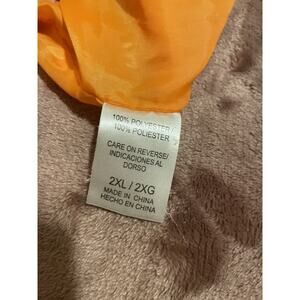 100% POLYESTER/
100% POLIESTER
CARE ON REVERSE/
INDICACIONES AL
DORSO
2XL / 2XG
MADE IN CHINA
HECHO EN CHINA